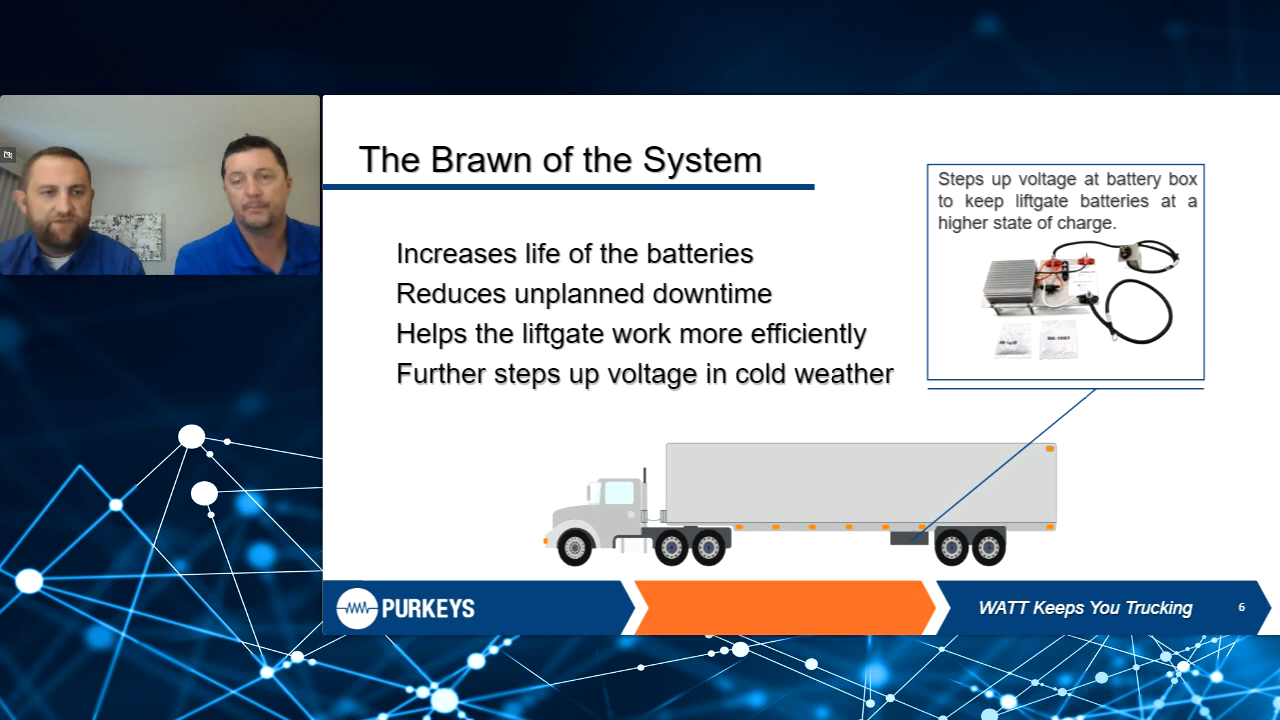 The Brawn of the System
Increases life of the batteries
Reduces unplanned downtime
Helps the liftgate work more efficiently
Further steps up voltage in cold weather
Steps up voltage at battery box
to keep liftgate batteries at a
higher state of charge.
PURKEYS
WATT Keeps You Trucking
6